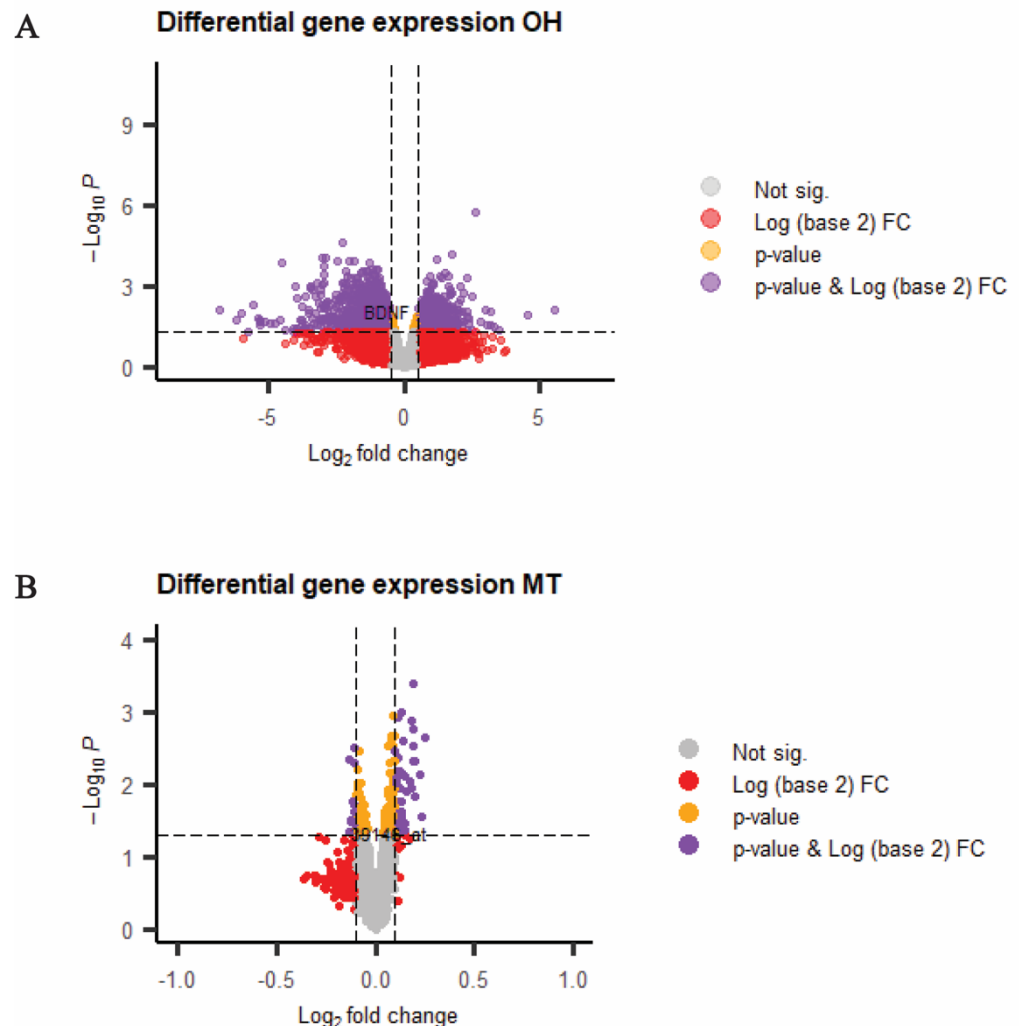 A
Differential gene expression OH
9
6
3
0
−Log10 P
BDNF
-5
0
5
Log2 fold change
Not sig.
Log (base 2) FC
p-value
p-value & Log (base 2) FC
B
Differential gene expression MT
4
3
2
1
0
−Log10 P
-1.0
-0.5
0.0
0.5
1.0
Log2 fold change
Not sig.
Log (base 2) FC
p-value
p-value & Log (base 2) FC